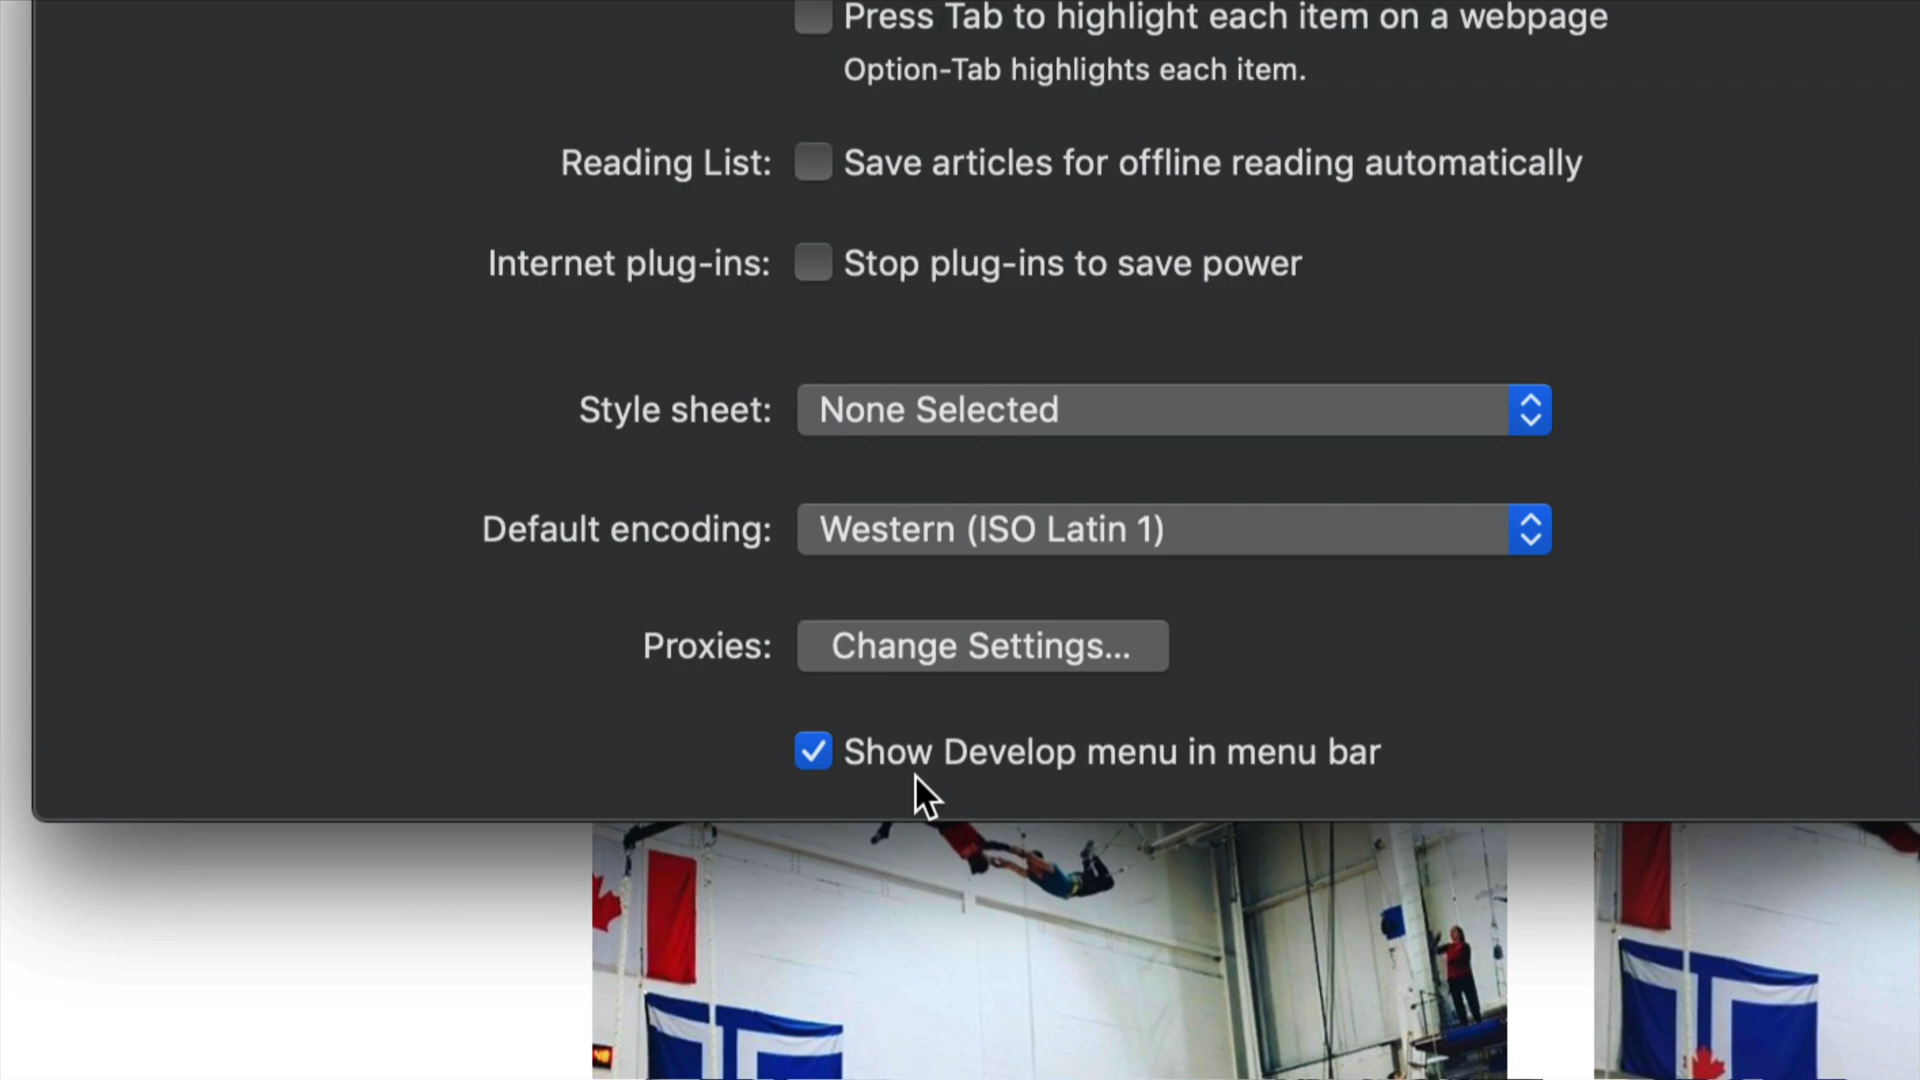 Press Tab to highlight each item on a webpage
Option-Tab highlights each item.
Reading List: Save articles for offline reading automatically
Internet plug-ins: Stop plug-ins to save power
Style sheet: None Selected
Default encoding: Western (ISO Latin 1)
Proxies: Change Settings...
Show Develop menu in menu bar